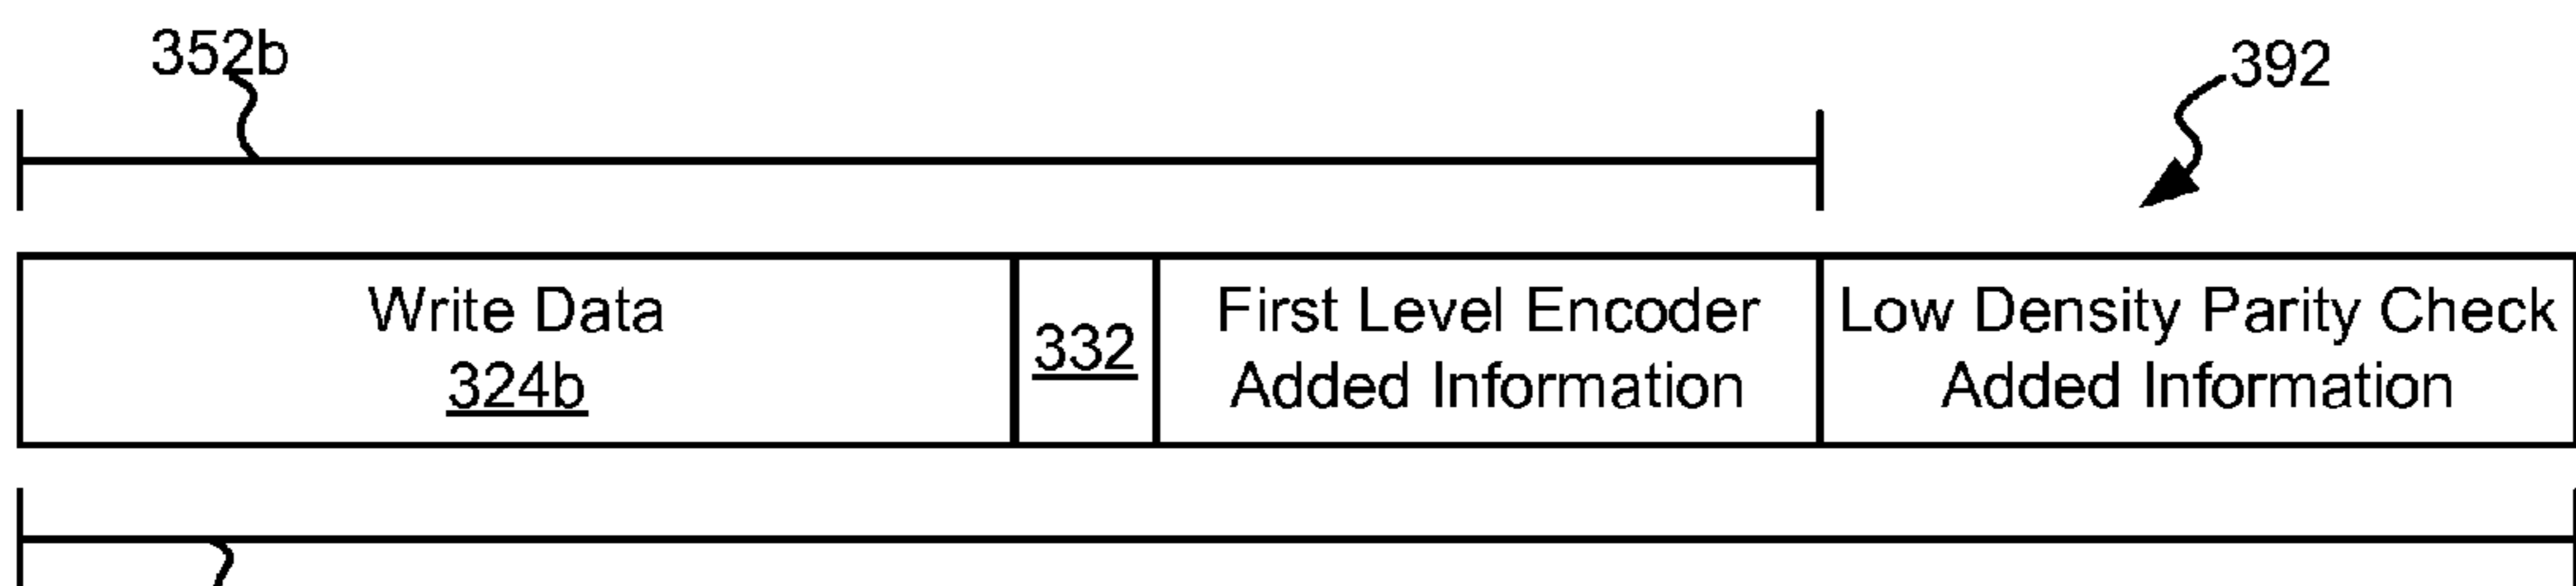 352b
392
Write Data
324b
332
First Level Encoder
Added Information
Low Density Parity Check
Added Information